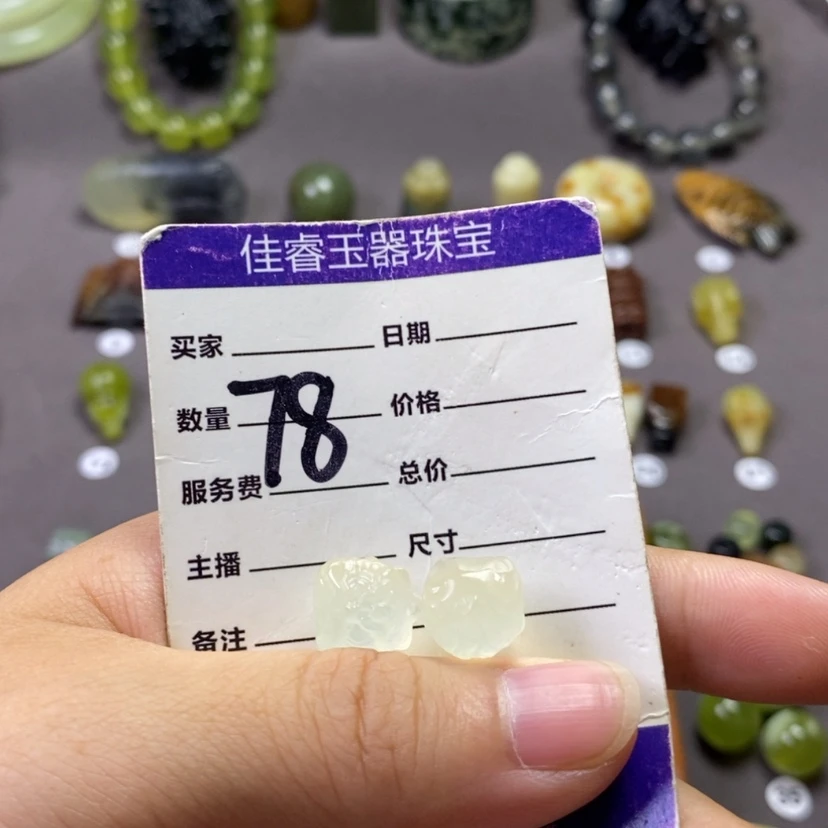 佳睿玉器珠宝
买家 日期
数量 78 价格
服务费 总价
主播 尺寸
备注